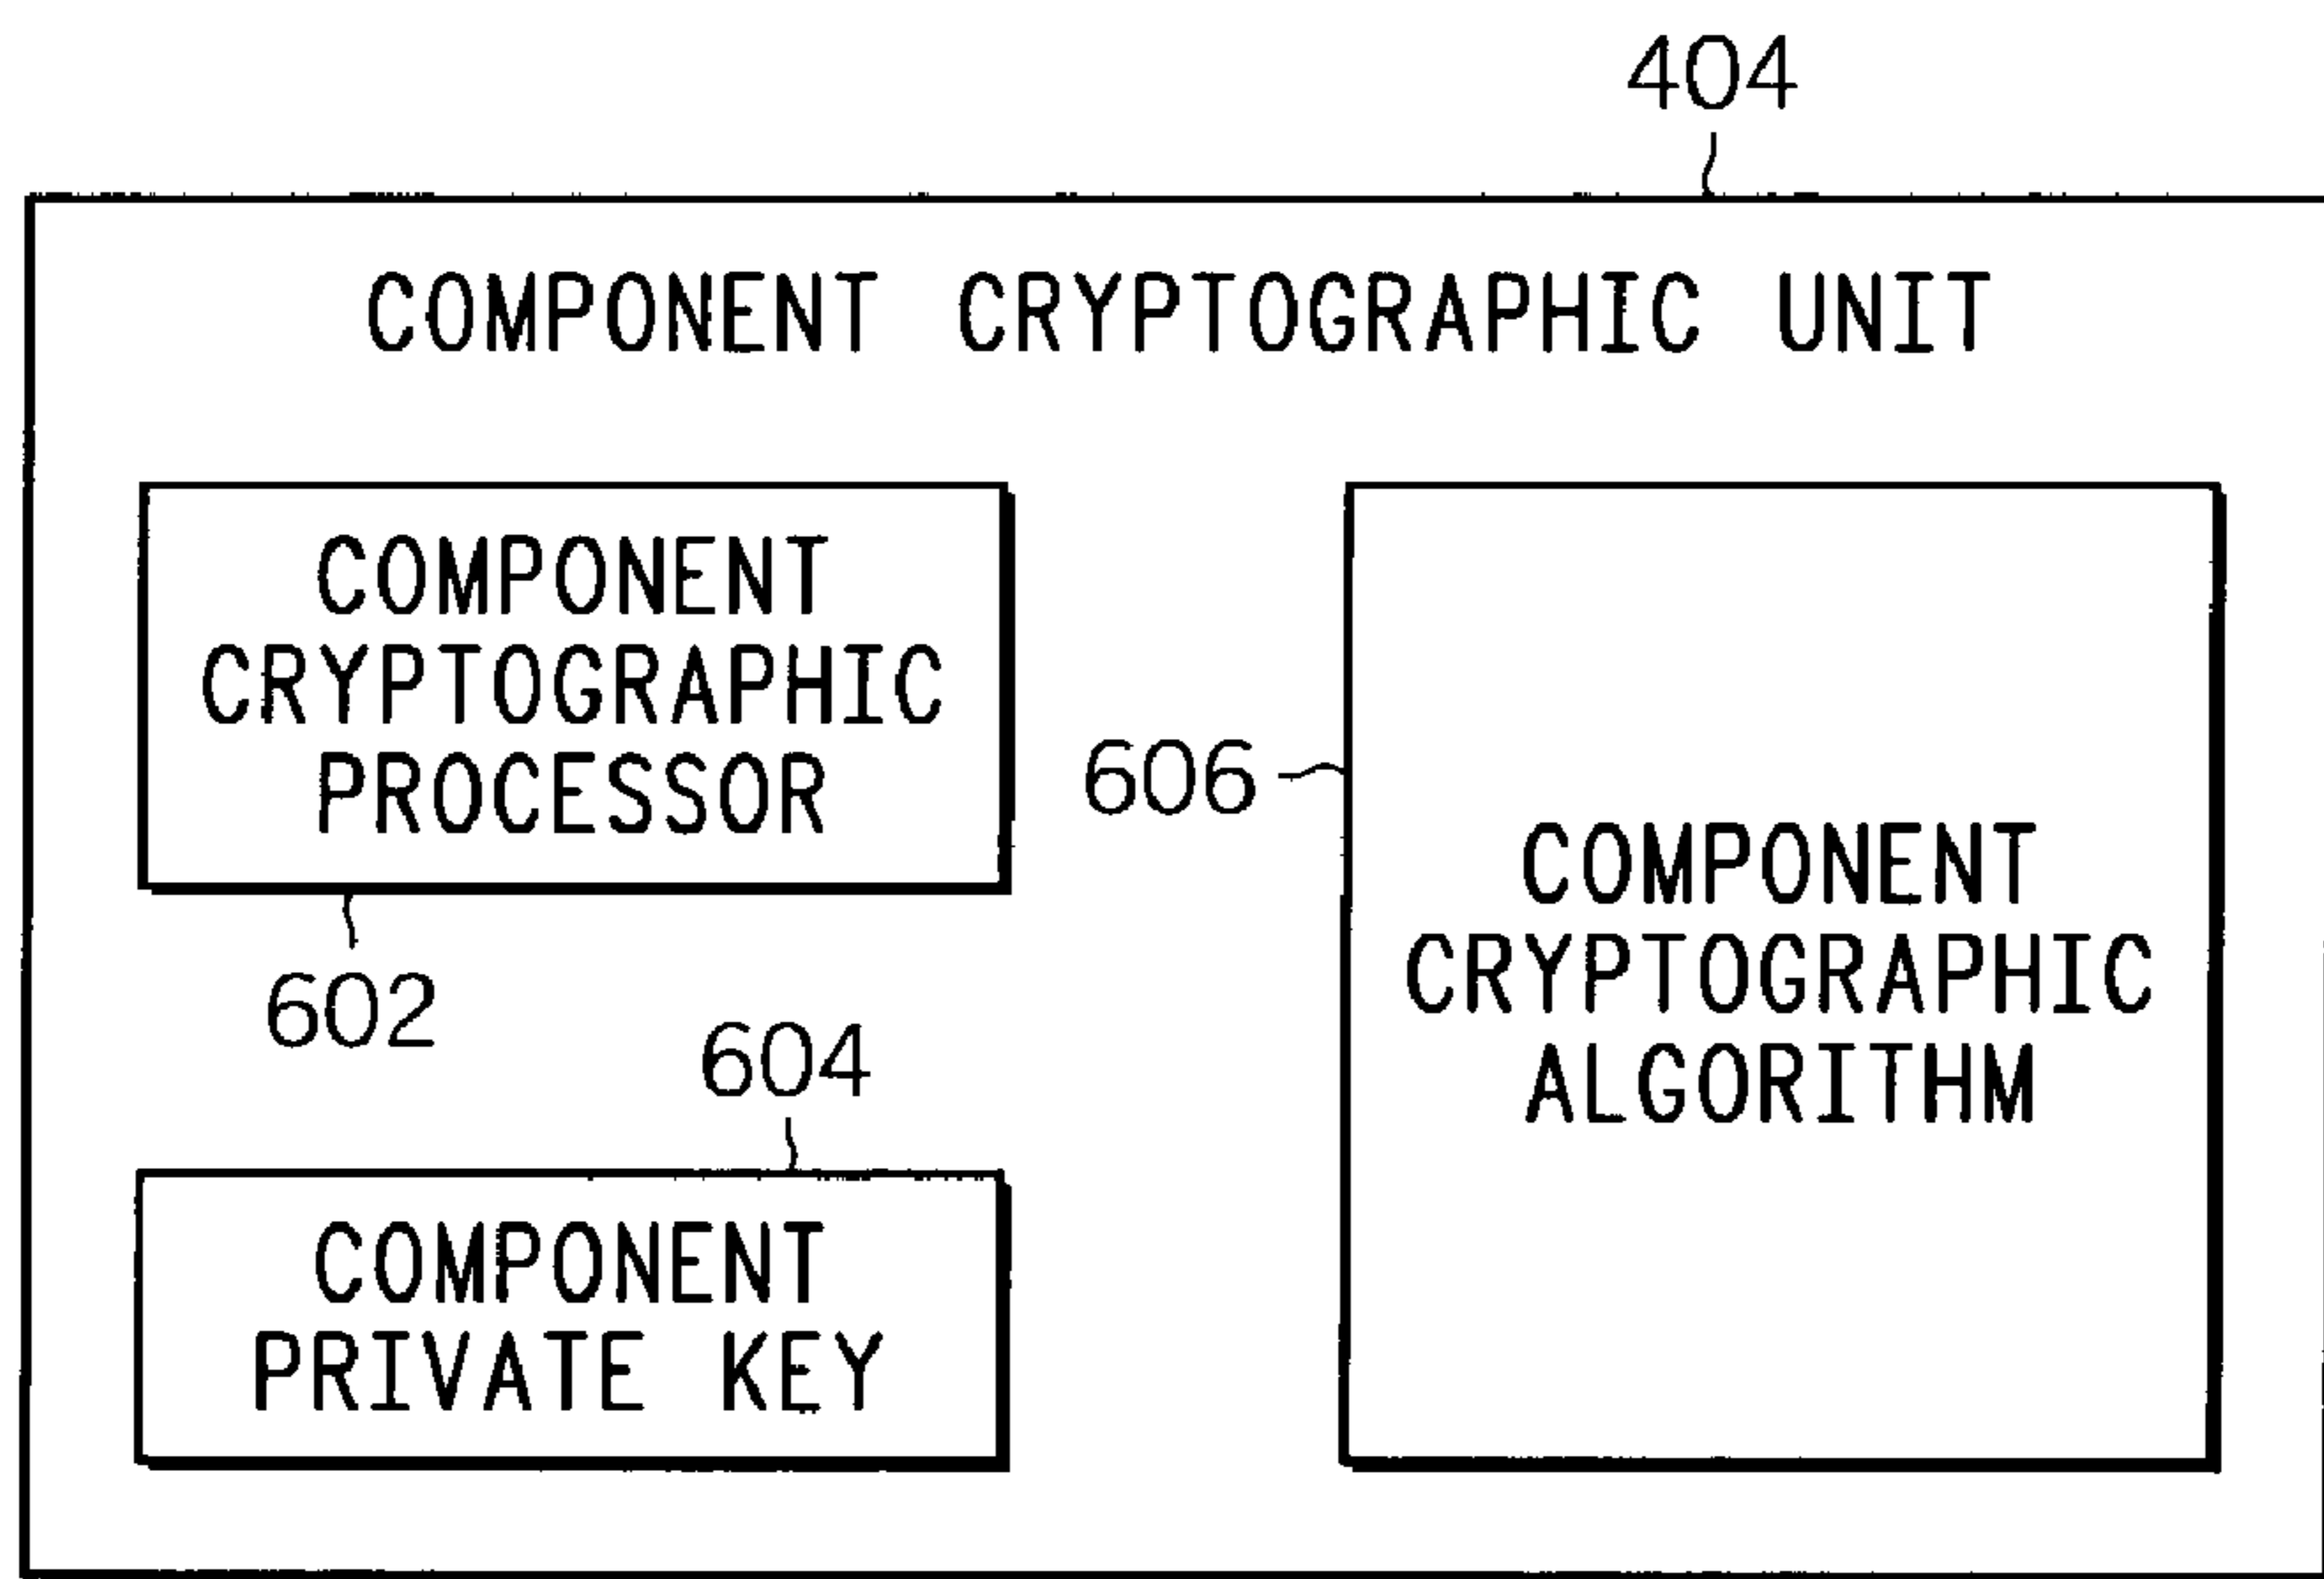 404
COMPONENT CRYPTOGRAPHIC UNIT
COMPONENT
CRYPTOGRAPHIC
PROCESSOR
602
604
COMPONENT
PRIVATE KEY
606
COMPONENT
CRYPTOGRAPHIC
ALGORITHM